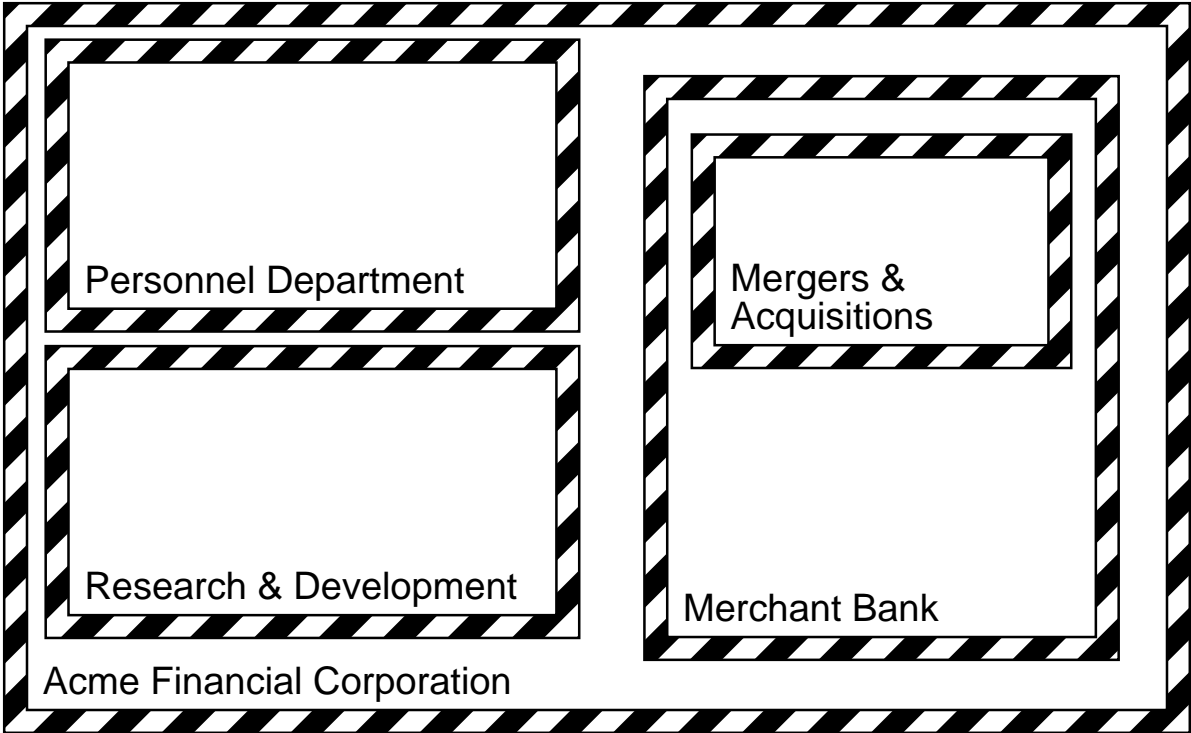 Personnel Department
Mergers &
Acquisitions
Research & Development
Merchant Bank
Acme Financial Corporation